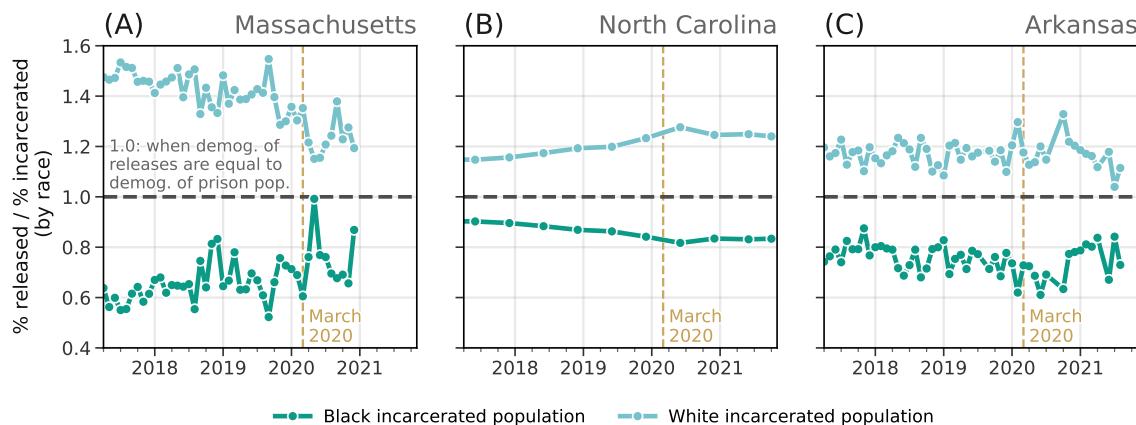 (A) Massachusetts
(B) North Carolina
(C) Arkansas
% released / % incarcerated
(by race)
1.6
1.4
1.2
1.0
0.8
0.6
0.4
1.0: when demog. of
releases are equal to
demog. of prison pop.
March
2020
March
2020
March
2020
2018 2019 2020 2021
2018 2019 2020 2021
2018 2019 2020 2021
Black incarcerated population
White incarcerated population